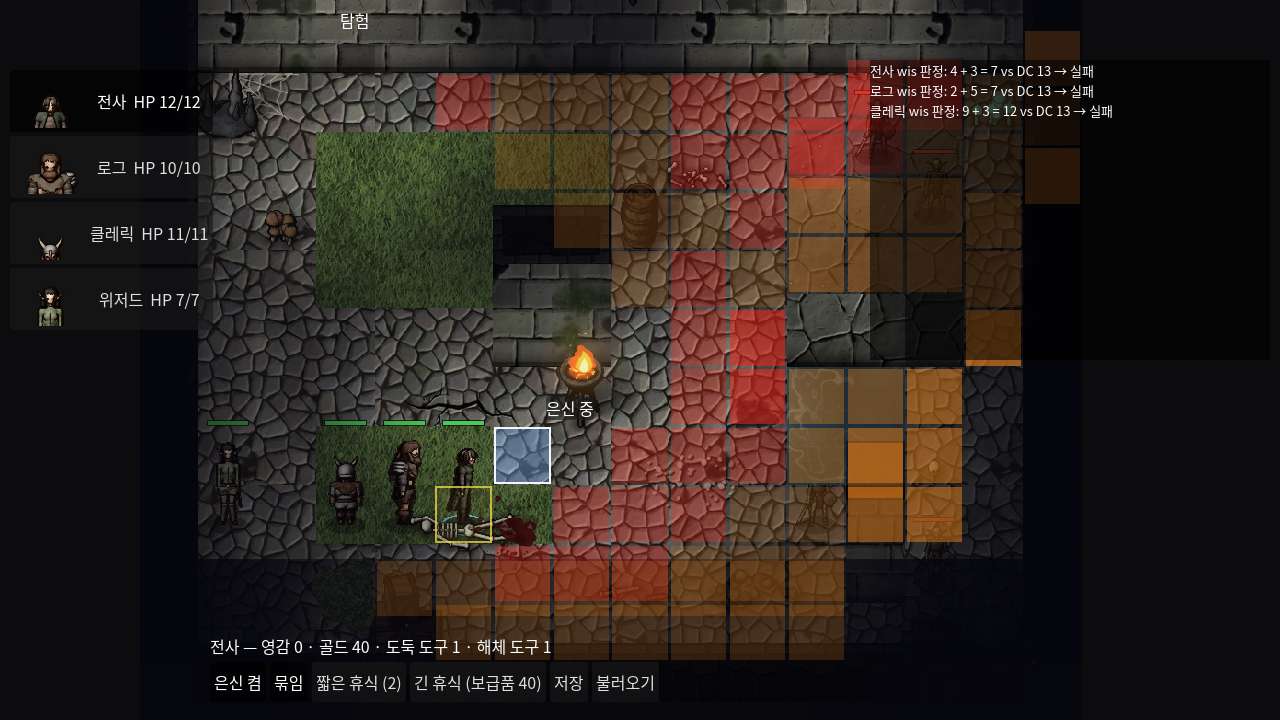 탐험
전사 wis 판정: 4 + 3 = 7 vs DC 13 → 실패
로그 wis 판정: 2 + 5 = 7 vs DC 13 → 실패
클레릭 wis 판정: 9 + 3 = 12 vs DC 13 → 실패
전사 HP 12/12
로그 HP 10/10
클레릭 HP 11/11
위저드 HP 7/7
은신 중
전사 — 영감 0 · 골드 40 · 도둑 도구 1 · 해체 도구 1
은신 켬 묶임 짧은 휴식 (2) 긴 휴식 (보급품 40) 저장 불러오기